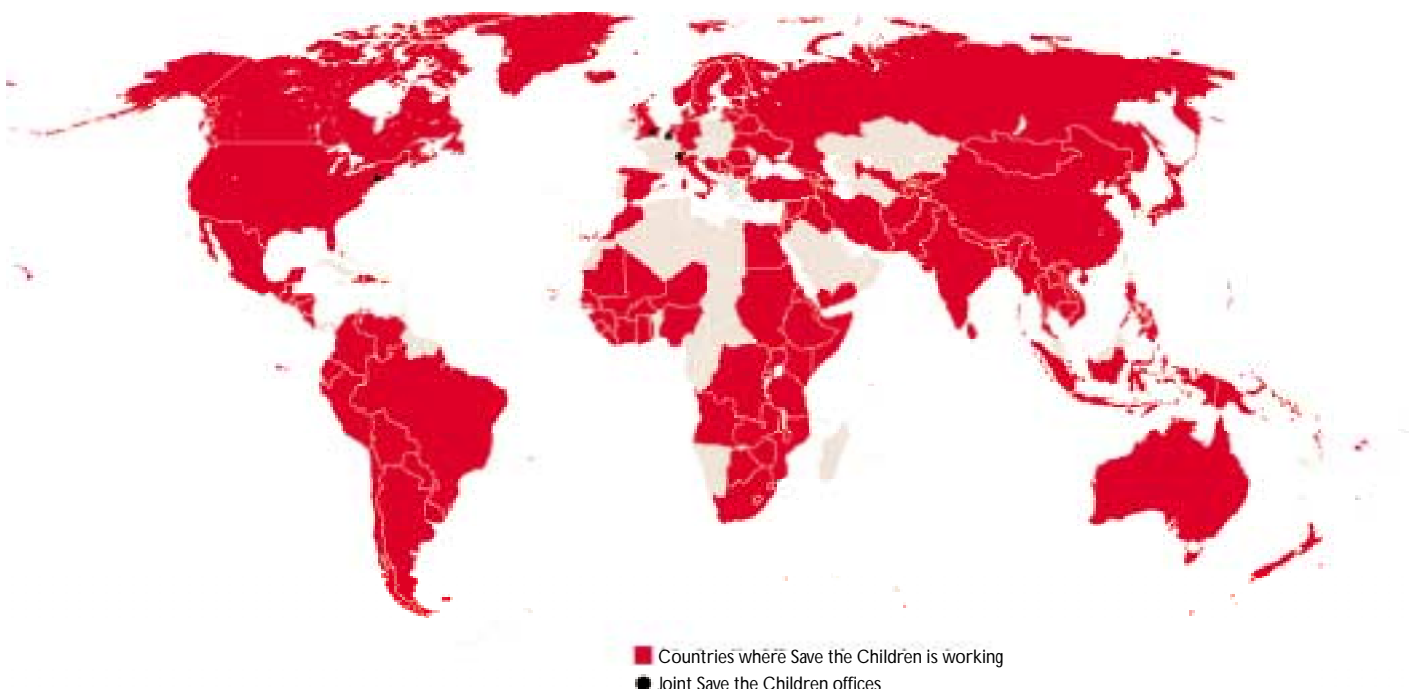 Countries where Save the Children is working
Joint Save the Children offices